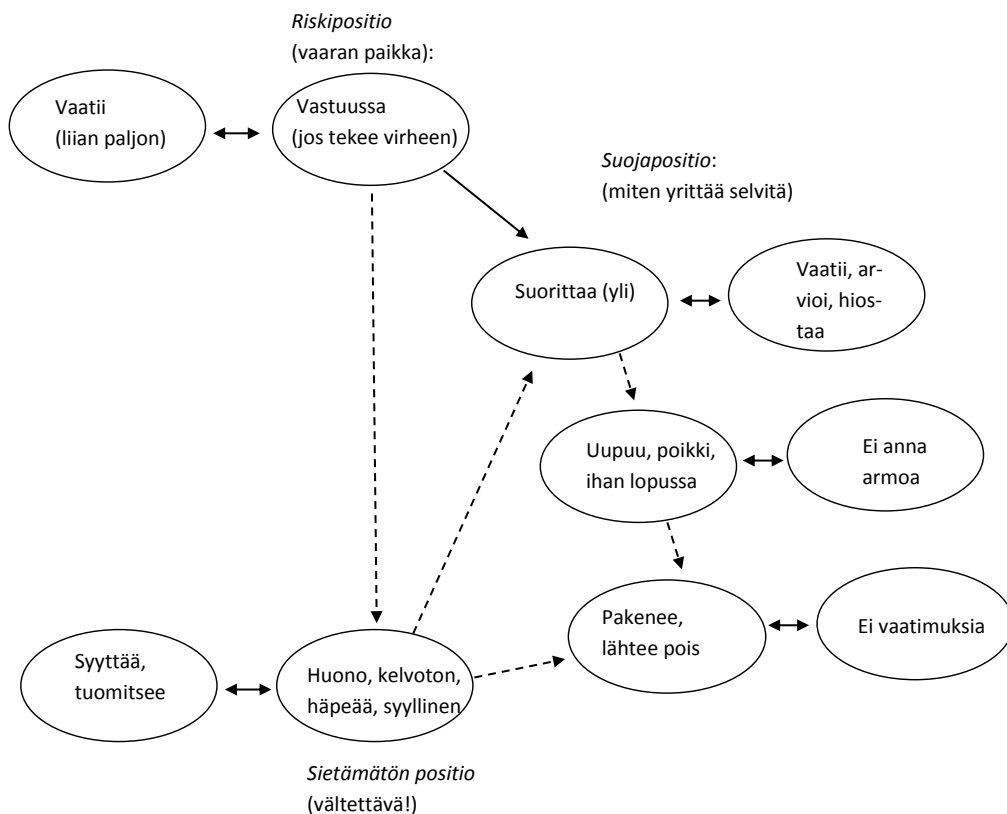 Riskipositio
(vaaran paikka):
Vaatii
(liian paljon)
Vastuussa
(jos tekee virheen)
Suojapositio:
(miten yrittää selvitä)
Suorittaa (yli)
Vaatii, ar-
vioi, hios-
taa
Uupuu, poikki,
ihan lopussa
Ei anna
armoa
Pakenee,
lähtee pois
Ei vaatimuksia
Syyttää,
tuomitsee
Huono, kelvoton,
häpeää, syyllinen
Sietämätön positio
(vältettävä!)